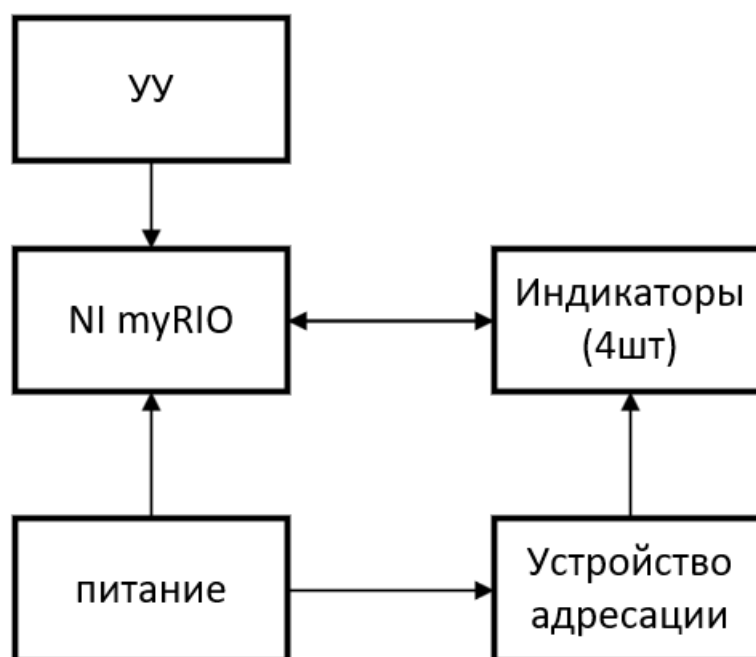 УУ
NI myRIO
Индикаторы
(4шт)
питание
Устройство
адресации